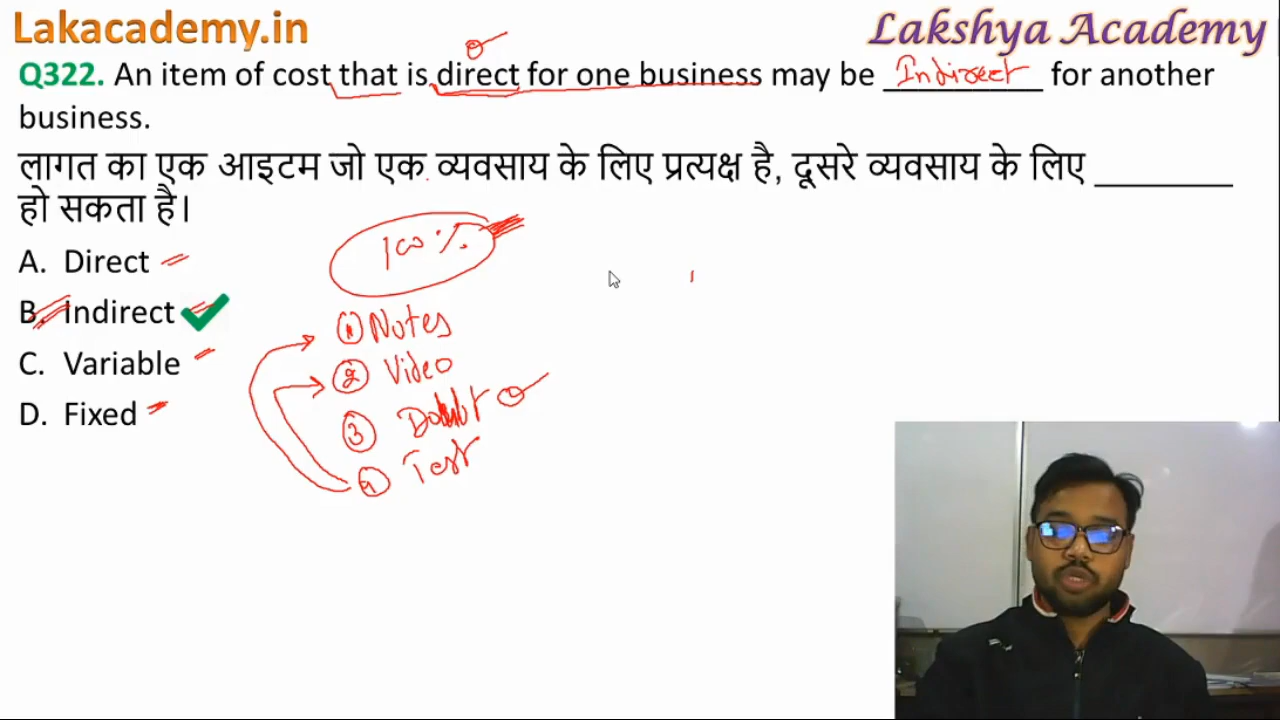 Lakacademy.in
Lakshya Academy
Q322. An item of cost that is direct for one business may be Indirect for another
business.
लागत का एक आइटम जो एक व्यवसाय के लिए प्रत्यक्ष है, दूसरे व्यवसाय के लिए ________
हो सकता है।
100%
A. Direct
B. Indirect
C. Variable
D. Fixed
1 Notes
2 Video
3 Doubt
4 Test